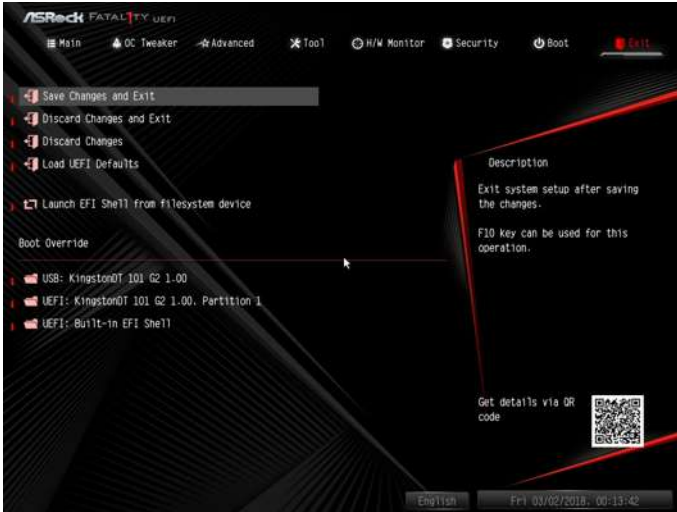 ASRock FATAL1TY UEFI
Main OC Tweaker Advanced Tool H/W Monitor Security Boot Exit
Save Changes and Exit
Discard Changes and Exit
Discard Changes
Load UEFI Defaults
Launch EFI Shell from filesystem device
Boot Override
USB: KingstonDT 101 G2 1.00
UEFI: KingstonDT 101 G2 1.00, Partition 1
UEFI: Built-in EFI Shell
Description
Exit system setup after saving
the changes.
F10 key can be used for this
operation.
Get details via QR
code
English
Fri 03/02/2018, 00:13:42